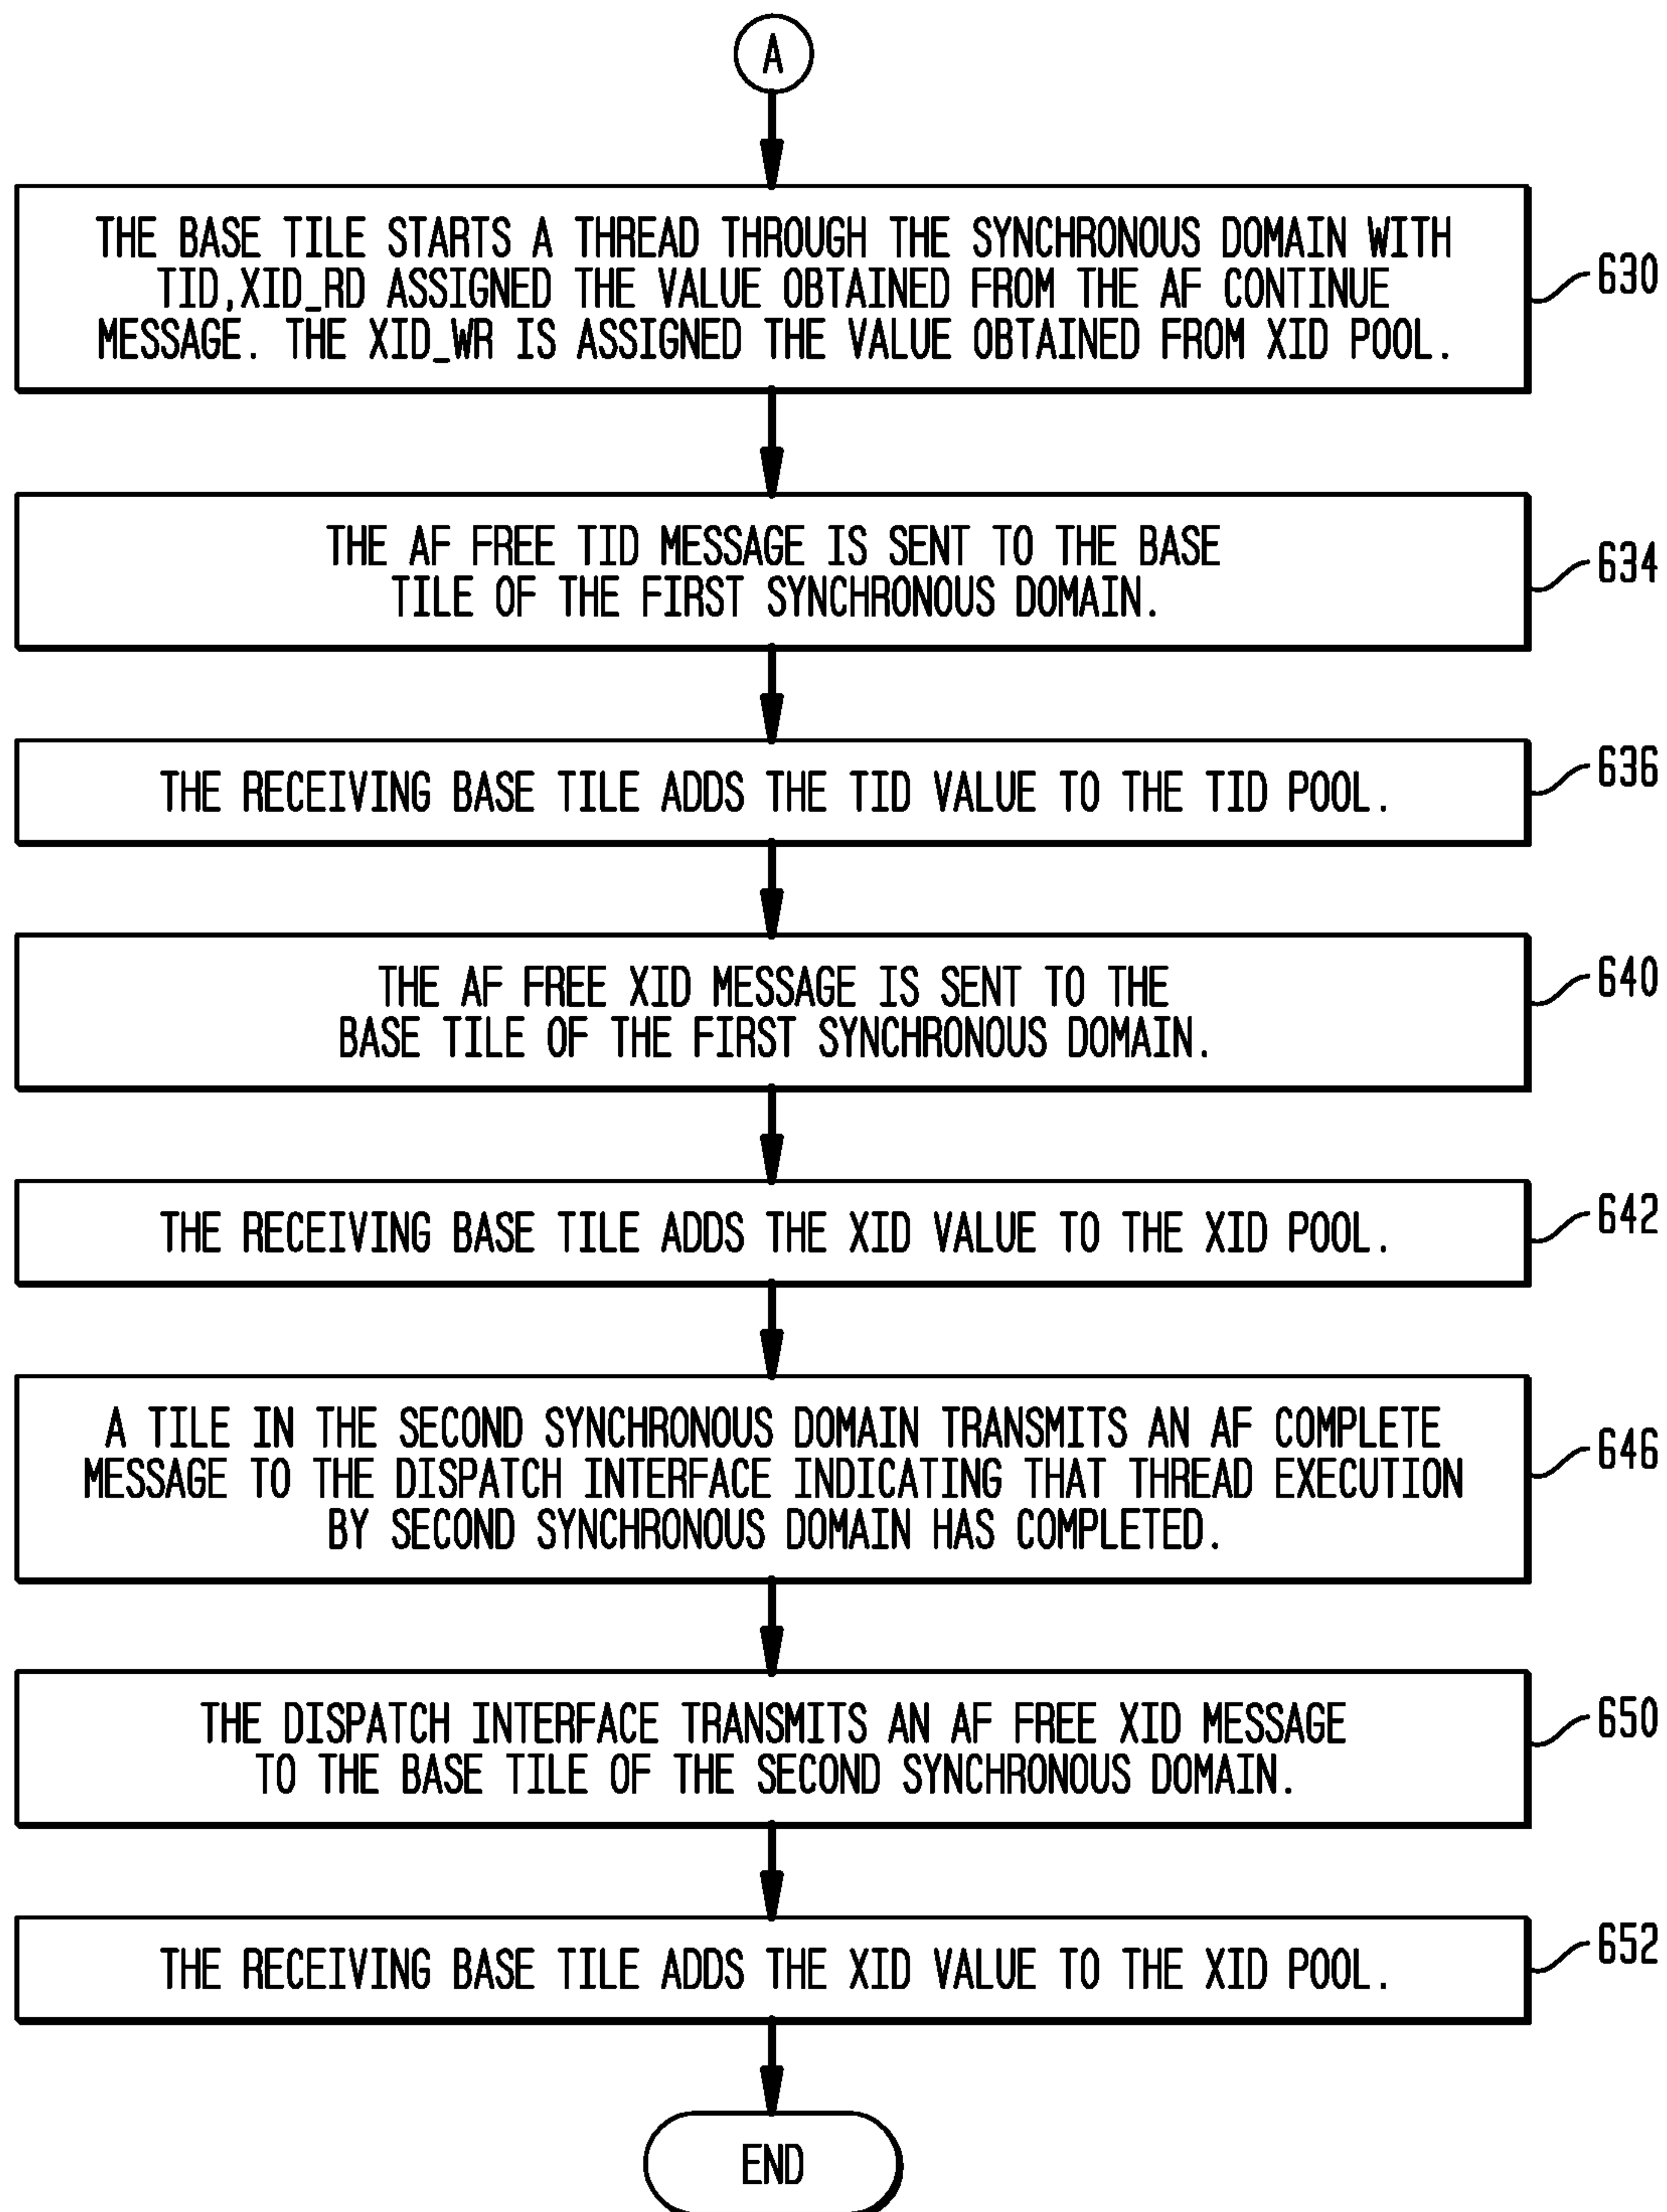 A
THE BASE TILE STARTS A THREAD THROUGH THE SYNCHRONOUS DOMAIN WITH
TID,XID_RD ASSIGNED THE VALUE OBTAINED FROM THE AF CONTINUE
MESSAGE. THE XID_WR IS ASSIGNED THE VALUE OBTAINED FROM XID POOL.
630
THE AF FREE TID MESSAGE IS SENT TO THE BASE
TILE OF THE FIRST SYNCHRONOUS DOMAIN.
634
THE RECEIVING BASE TILE ADDS THE TID VALUE TO THE TID POOL.
636
THE AF FREE XID MESSAGE IS SENT TO THE
BASE TILE OF THE FIRST SYNCHRONOUS DOMAIN.
640
THE RECEIVING BASE TILE ADDS THE XID VALUE TO THE XID POOL.
642
A TILE IN THE SECOND SYNCHRONOUS DOMAIN TRANSMITS AN AF COMPLETE
MESSAGE TO THE DISPATCH INTERFACE INDICATING THAT THREAD EXECUTION
BY SECOND SYNCHRONOUS DOMAIN HAS COMPLETED.
646
THE DISPATCH INTERFACE TRANSMITS AN AF FREE XID MESSAGE
TO THE BASE TILE OF THE SECOND SYNCHRONOUS DOMAIN.
650
THE RECEIVING BASE TILE ADDS THE XID VALUE TO THE XID POOL.
652
END